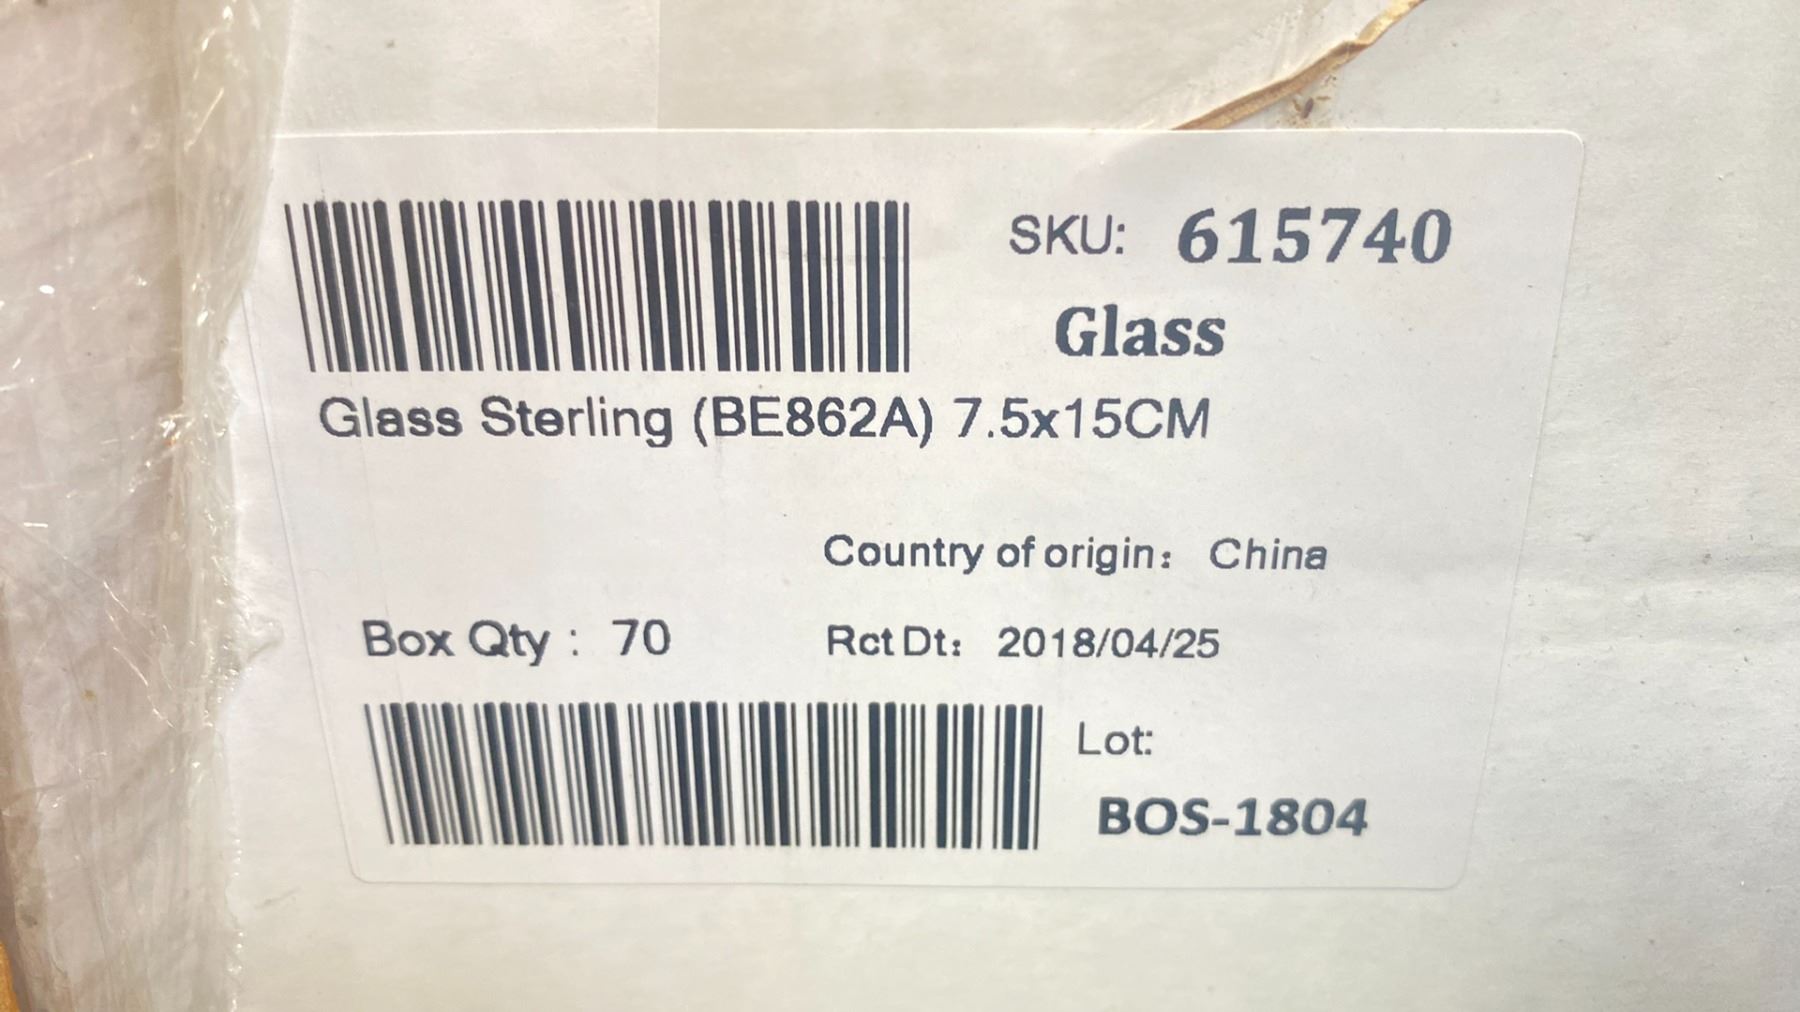 SKU: 615740
Glass
Glass Sterling (BE862A) 7.5x15CM
Country of origin: China
Box Qty : 70 Rct Dt: 2018/04/25
Lot:
BOS-1804